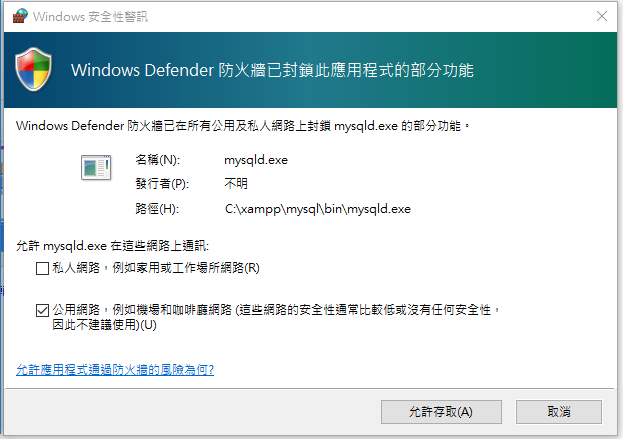 Windows 安全性警訊
Windows Defender 防火牆已封鎖此應用程式的部分功能
Windows Defender 防火牆已在所有公用及私人網路上封鎖 mysqld.exe 的部分功能。
名稱(N): mysqld.exe
發行者(P): 不明
路徑(H): C:\xampp\mysql\bin\mysqld.exe
允許 mysqld.exe 在這些網路上通訊:
私人網路，例如家用或工作場所網路(R)
公用網路，例如機場和咖啡廳網路 (這些網路的安全性通常比較低或沒有任何安全性，
因此不建議使用)(U)
允許應用程式通過防火牆的風險為何?
允許存取(A) 取消